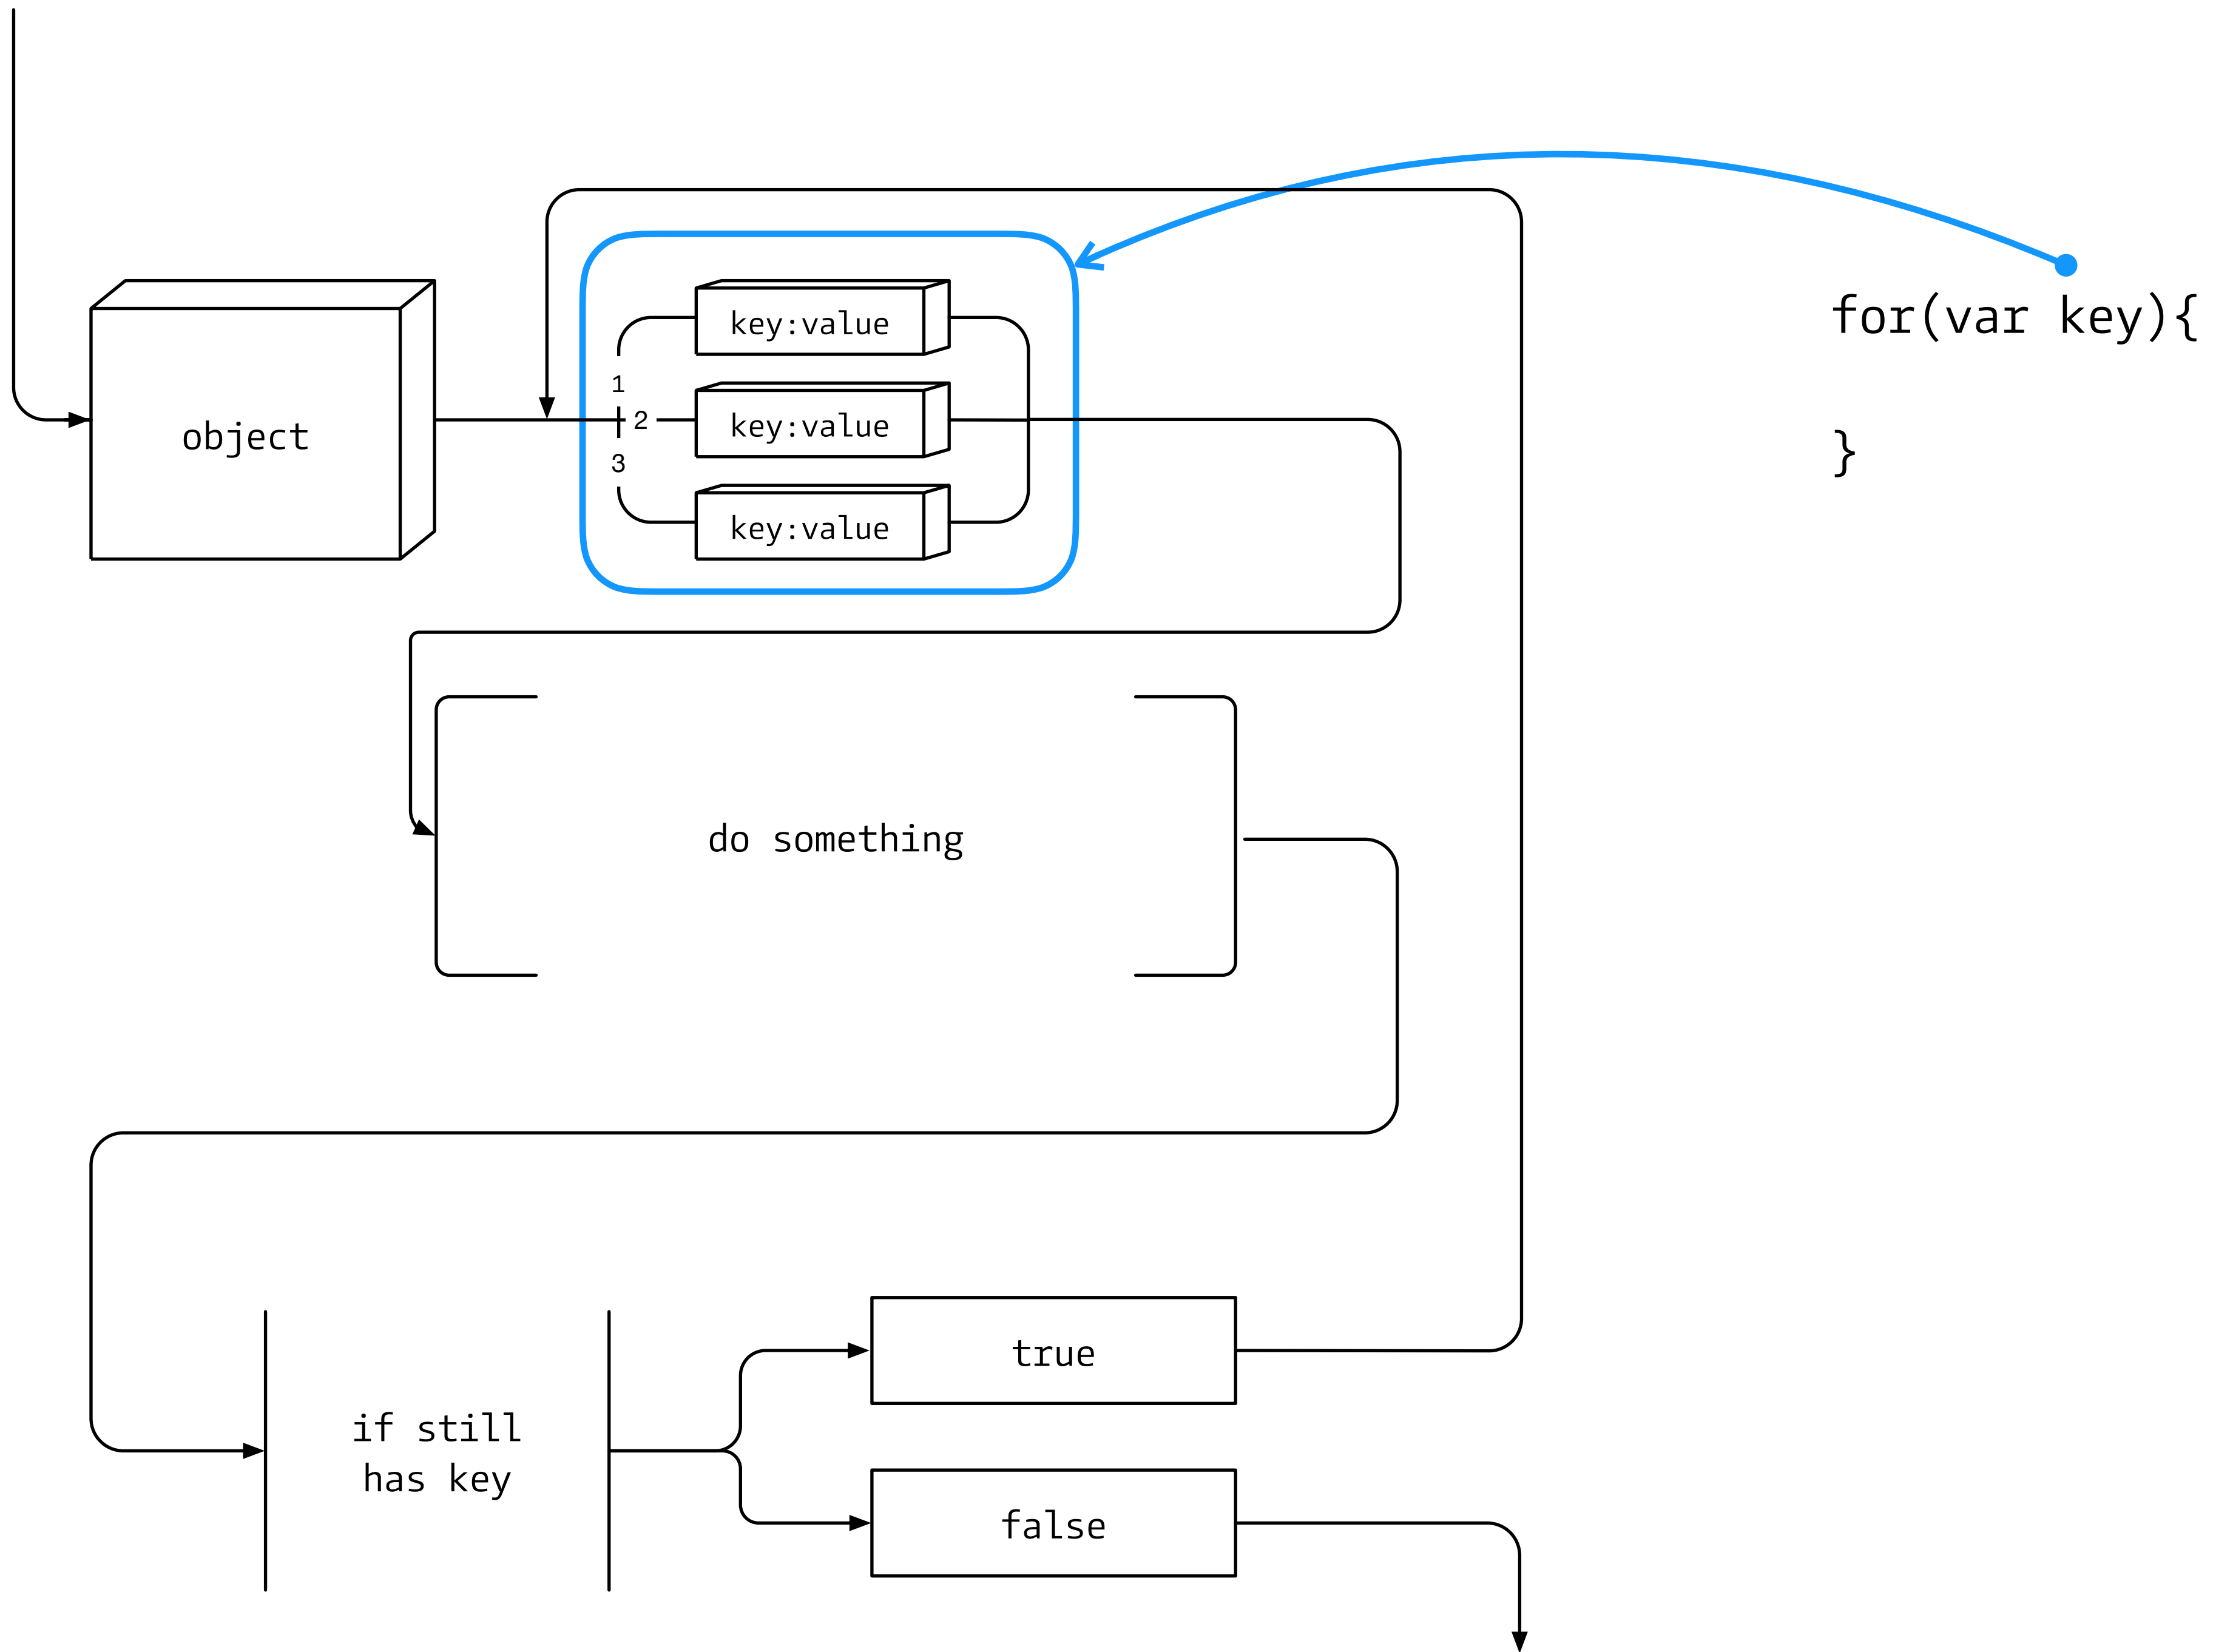 for(var key){
}
object
key:value
1
2
key:value
3
key:value
do something
if still
has key
true
false